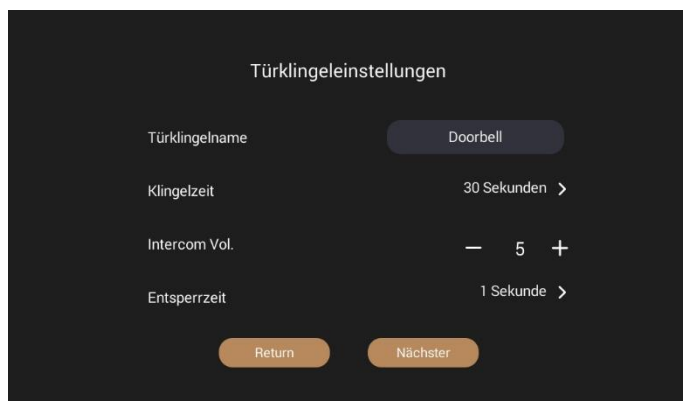 Türklingeleinstellungen
Türklingelname Doorbell
Klingelzeit 30 Sekunden >
Intercom Vol. — 5 +
Entsperrzeit 1 Sekunde >
Return Nächster